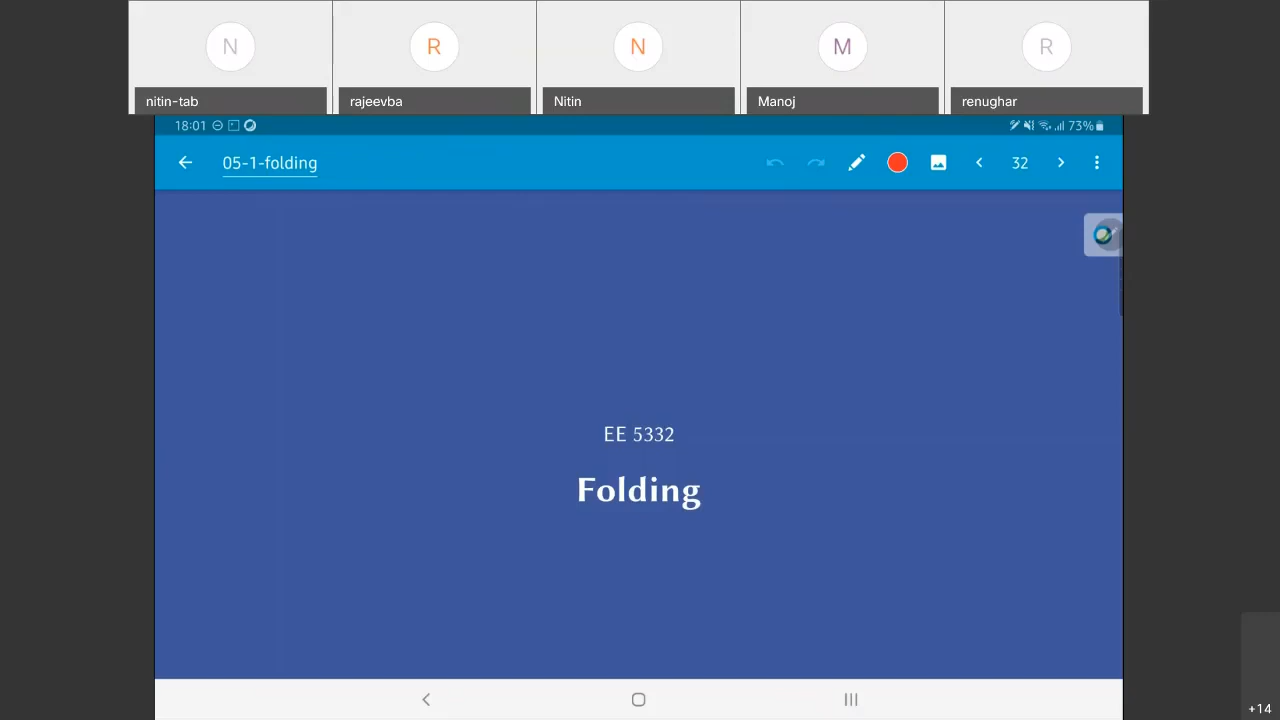 N
R
N
M
R
nitin-tab
rajeevba
Nitin
Manoj
renughar
18:01
73%
05-1-folding
32
EE 5332
Folding
+14